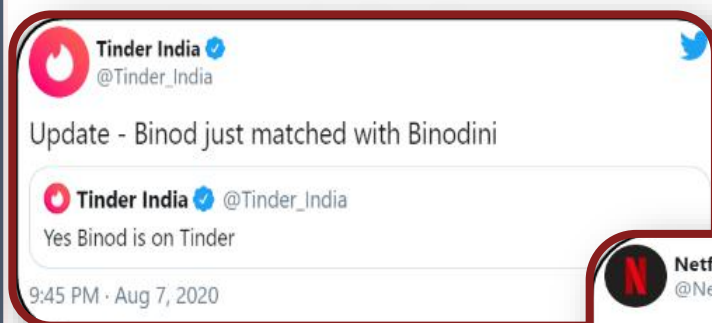 Tinder India
@Tinder_India
Update - Binod just matched with Binodini
Tinder India @Tinder_India
Yes Binod is on Tinder
9:45 PM · Aug 7, 2020